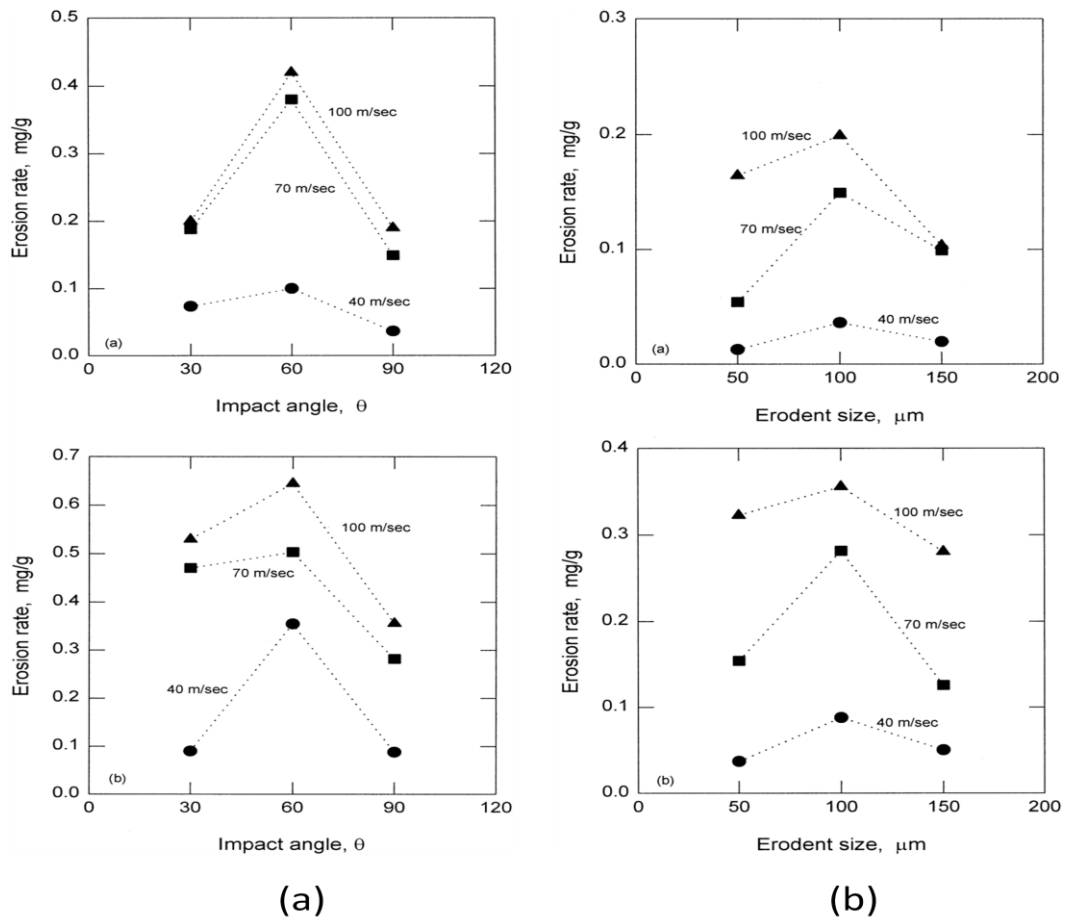 0.5
0.4
0.3
0.2
0.1
0.0
Erosion rate, mg/g
100 m/sec
70 m/sec
40 m/sec
(a)
0 30 60 90 120
Impact angle, θ
0.3
0.2
0.1
0.0
Erosion rate, mg/g
100 m/sec
70 m/sec
40 m/sec
(a)
0 50 100 150 200
Erodent size, μm
0.7
0.6
0.5
0.4
0.3
0.2
0.1
0.0
Erosion rate, mg/g
100 m/sec
70 m/sec
40 m/sec
(b)
0 30 60 90 120
Impact angle, θ
0.4
0.3
0.2
0.1
0.0
Erosion rate, mg/g
100 m/sec
70 m/sec
40 m/sec
(b)
0 50 100 150 200
Erodent size, μm
(a) (b)